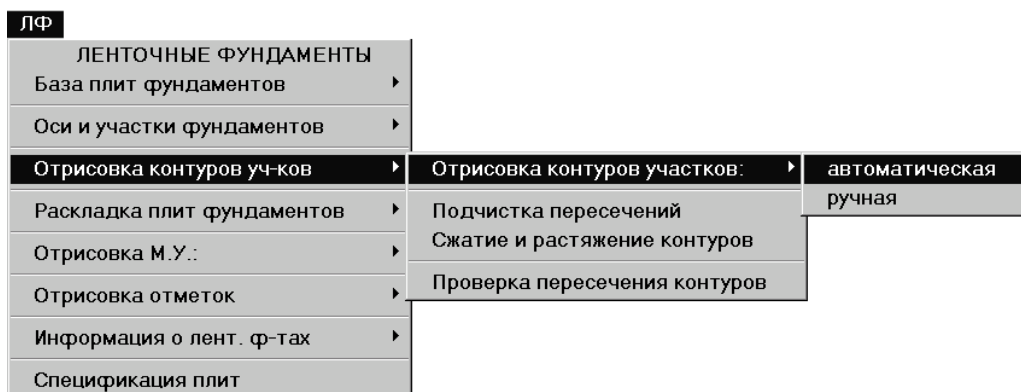 ЛФ
ЛЕНТОЧНЫЕ ФУНДАМЕНТЫ
База плит фундаментов
Оси и участки фундаментов
Отрисовка контуров уч-ков
Раскладка плит фундаментов
Отрисовка М.У.:
Отрисовка отметок
Информация о лент. ф-тах
Спецификация плит
Отрисовка контуров участков:
Подчистка пересечений
Сжатие и растяжение контуров
Проверка пересечения контуров
автоматическая
ручная